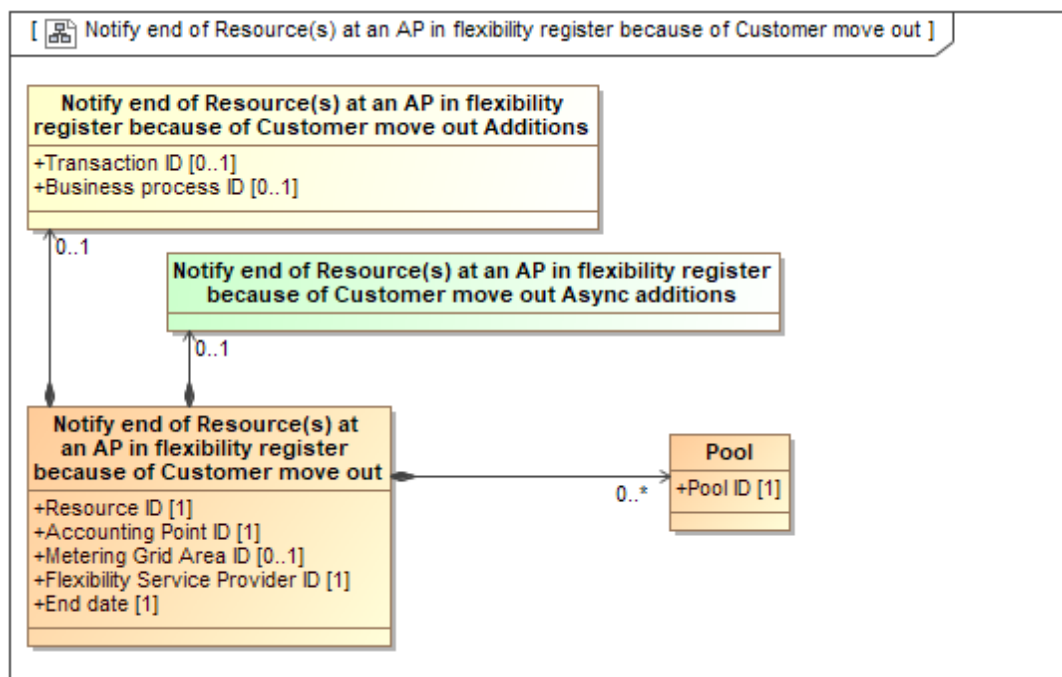 [ Notify end of Resource(s) at an AP in flexibility register because of Customer move out ]
Notify end of Resource(s) at an AP in flexibility
register because of Customer move out Additions
+Transaction ID [0..1]
+Business process ID [0..1]
0..1
Notify end of Resource(s) at an AP in flexibility register
because of Customer move out Async additions
0..1
Notify end of Resource(s) at
an AP in flexibility register
because of Customer move out
+Resource ID [1]
+Accounting Point ID [1]
+Metering Grid Area ID [0..1]
+Flexibility Service Provider ID [1]
+End date [1]
0..*
Pool
+Pool ID [1]